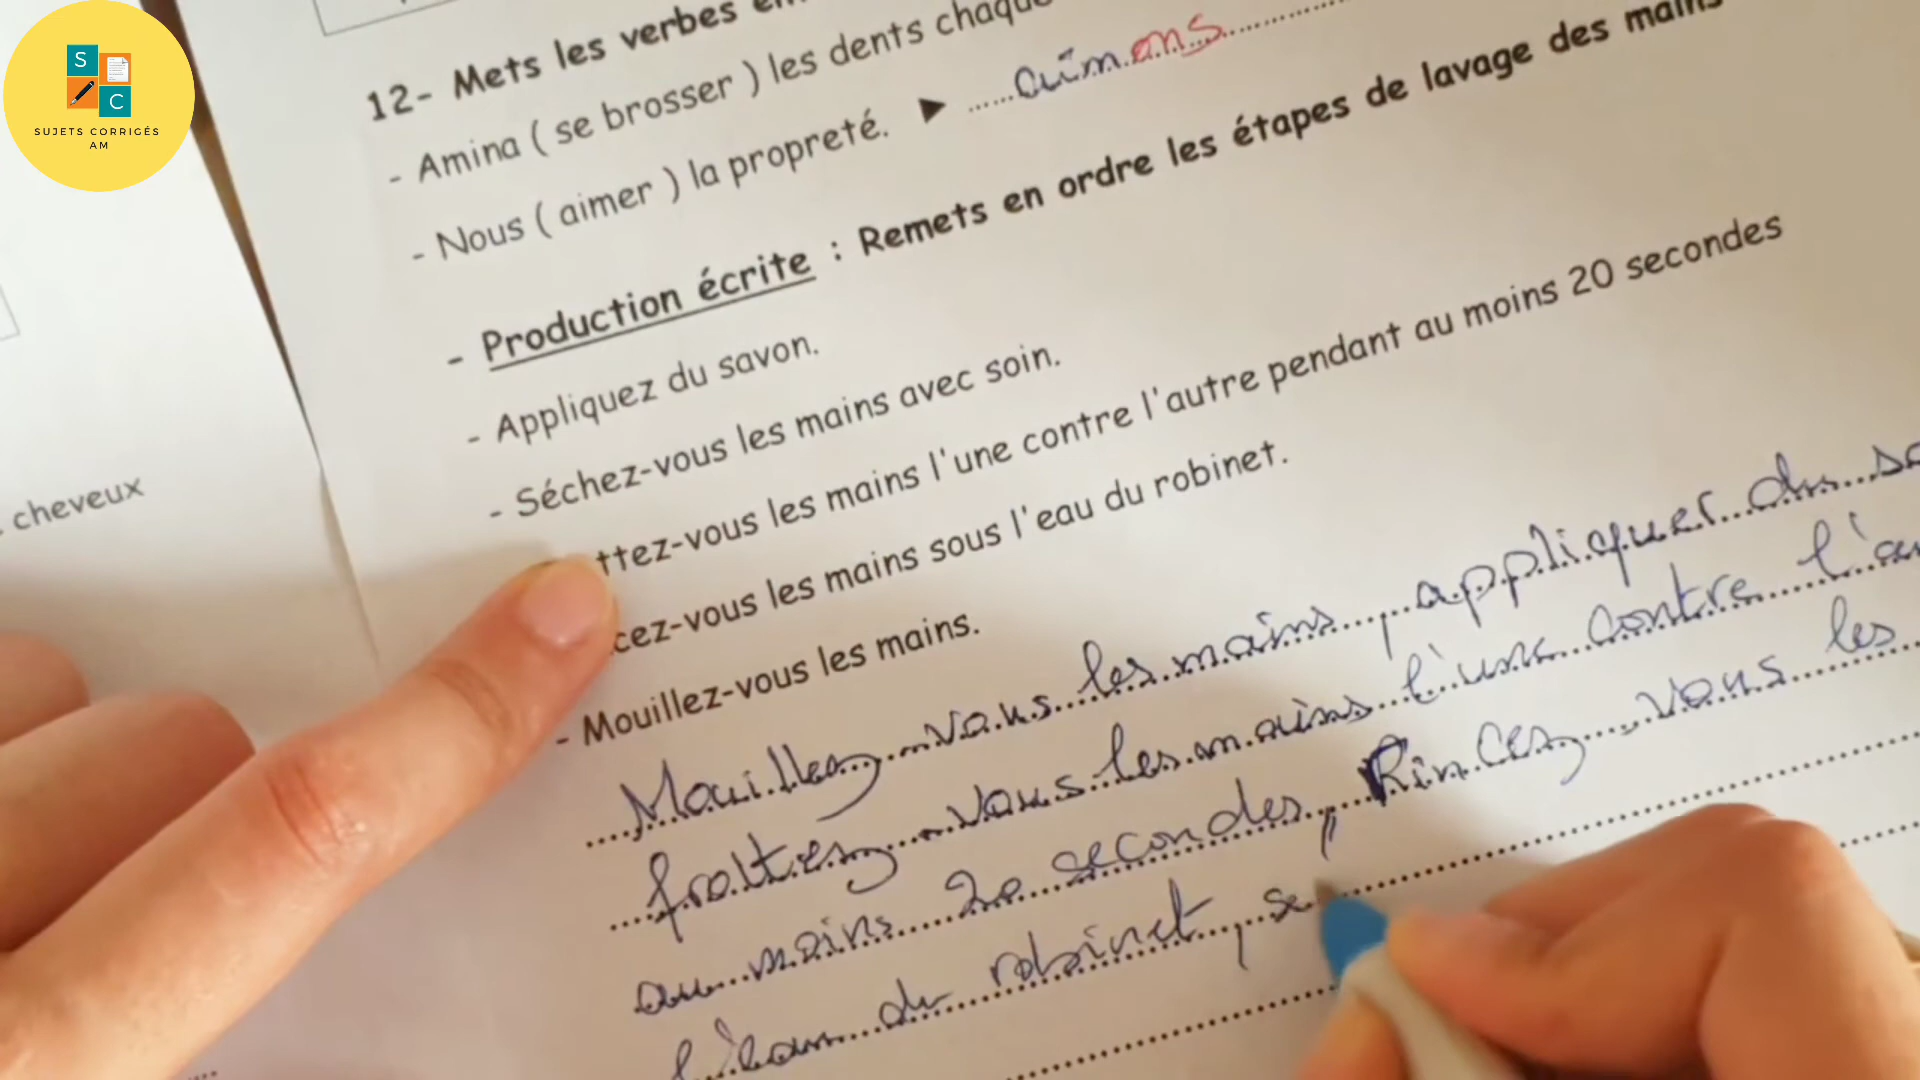 S
C
SUJETS CORRIGÉS
AM
12- Mets les verbes en
- Amina ( se brosser ) les dents chaque
- Nous ( aimer ) la propreté. ► ......aimons
- Production écrite : Remets en ordre les étapes de lavage des mains
- Appliquez du savon.
- Séchez-vous les mains avec soin.
ttez-vous les mains l'une contre l'autre pendant au moins 20 secondes
cez-vous les mains sous l'eau du robinet.
- Mouillez-vous les mains.
cheveux
Mouillez-vous les mains, appliquer du sa
frottez-vous les mains l'une contre l'au
au moins 20 secondes, Rincez-vous les
l'eau du robinet, se